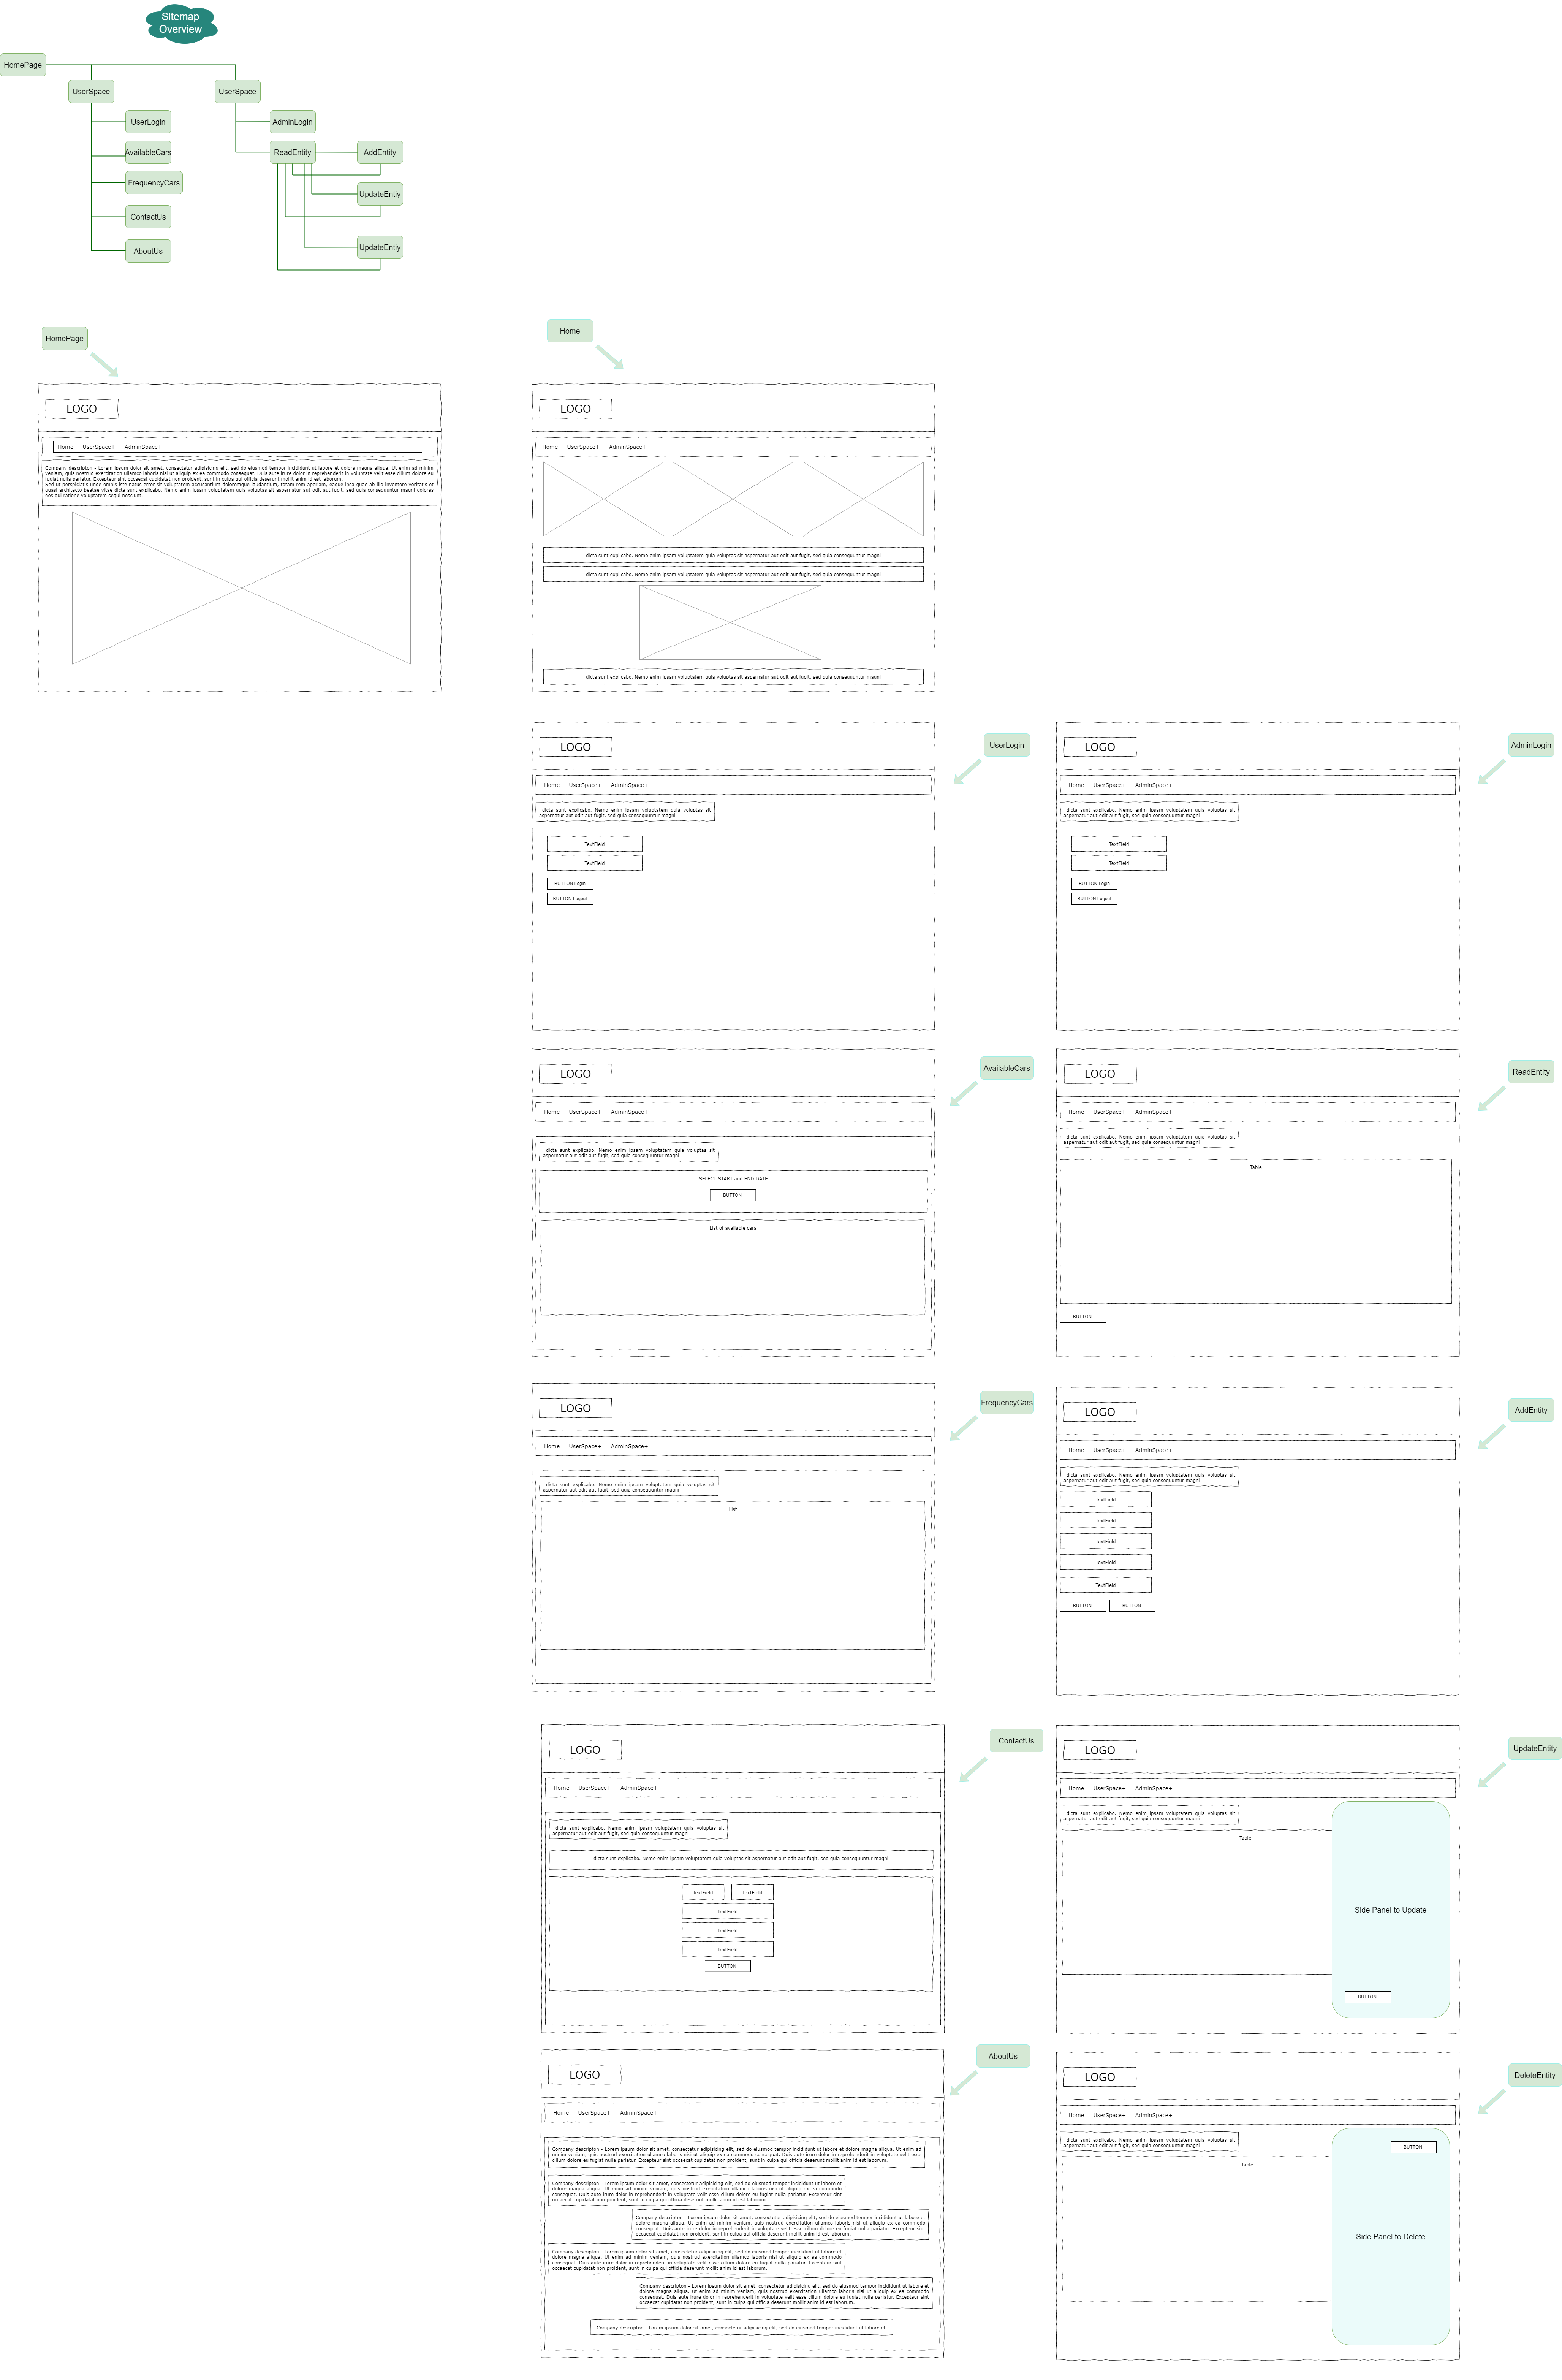 Sitemap
Overview
HomePage
UserSpace
UserSpace
UserLogin
AdminLogin
AvailableCars
ReadEntity
AddEntity
FrequencyCars
UpdateEntiy
ContactUs
AboutUs
UpdateEntiy
HomePage
LOGO
Home UserSpace+ AdminSpace+
Company descripton - Lorem ipsum dolor sit amet, consectetur adipisicing elit, sed do eiusmod tempor incididunt ut labore et dolore magna aliqua. Ut enim ad minim
veniam, quis nostrud exercitation ullamco laboris nisi ut aliquip ex ea commodo consequat. Duis aute irure dolor in reprehenderit in voluptate velit esse cillum dolore eu
fugiat nulla pariatur. Excepteur sint occaecat cupidatat non proident, sunt in culpa qui officia deserunt mollit anim id est laborum.
Sed ut perspiciatis unde omnis iste natus error sit voluptatem accusantium doloremque laudantium, totam rem aperiam, eaque ipsa quae ab illo inventore veritatis et
quasi architecto beatae vitae dicta sunt explicabo. Nemo enim ipsam voluptatem quia voluptas sit aspernatur aut odit aut fugit, sed quia consequuntur magni dolores
eos qui ratione voluptatem sequi nesciunt.
Home
LOGO
Home UserSpace+ AdminSpace+
dicta sunt explicabo. Nemo enim ipsam voluptatem quia voluptas sit aspernatur aut odit aut fugit, sed quia consequuntur magni
dicta sunt explicabo. Nemo enim ipsam voluptatem quia voluptas sit aspernatur aut odit aut fugit, sed quia consequuntur magni
dicta sunt explicabo. Nemo enim ipsam voluptatem quia voluptas sit aspernatur aut odit aut fugit, sed quia consequuntur magni
UserLogin
LOGO
Home UserSpace+ AdminSpace+
dicta sunt explicabo. Nemo enim ipsam voluptatem quia voluptas sit
aspernatur aut odit aut fugit, sed quia consequuntur magni
TextField
TextField
BUTTON Login
BUTTON Logout
AdminLogin
LOGO
Home UserSpace+ AdminSpace+
dicta sunt explicabo. Nemo enim ipsam voluptatem quia voluptas sit
aspernatur aut odit aut fugit, sed quia consequuntur magni
TextField
TextField
BUTTON Login
BUTTON Logout
AvailableCars
LOGO
Home UserSpace+ AdminSpace+
dicta sunt explicabo. Nemo enim ipsam voluptatem quia voluptas sit
aspernatur aut odit aut fugit, sed quia consequuntur magni
SELECT START and END DATE
BUTTON
List of available cars
ReadEntity
LOGO
Home UserSpace+ AdminSpace+
dicta sunt explicabo. Nemo enim ipsam voluptatem quia voluptas sit
aspernatur aut odit aut fugit, sed quia consequuntur magni
Table
BUTTON
FrequencyCars
LOGO
Home UserSpace+ AdminSpace+
dicta sunt explicabo. Nemo enim ipsam voluptatem quia voluptas sit
aspernatur aut odit aut fugit, sed quia consequuntur magni
List
AddEntity
LOGO
Home UserSpace+ AdminSpace+
dicta sunt explicabo. Nemo enim ipsam voluptatem quia voluptas sit
aspernatur aut odit aut fugit, sed quia consequuntur magni
TextField
TextField
TextField
TextField
TextField
BUTTON BUTTON
ContactUs
LOGO
Home UserSpace+ AdminSpace+
dicta sunt explicabo. Nemo enim ipsam voluptatem quia voluptas sit
aspernatur aut odit aut fugit, sed quia consequuntur magni
dicta sunt explicabo. Nemo enim ipsam voluptatem quia voluptas sit aspernatur aut odit aut fugit, sed quia consequuntur magni
TextField TextField
TextField
TextField
TextField
BUTTON
UpdateEntity
LOGO
Home UserSpace+ AdminSpace+
dicta sunt explicabo. Nemo enim ipsam voluptatem quia voluptas sit
aspernatur aut odit aut fugit, sed quia consequuntur magni
Table
Side Panel to Update
BUTTON
AboutUs
LOGO
Home UserSpace+ AdminSpace+
Company descripton - Lorem ipsum dolor sit amet, consectetur adipisicing elit, sed do eiusmod tempor incididunt ut labore et dolore magna aliqua. Ut enim ad
minim veniam, quis nostrud exercitation ullamco laboris nisi ut aliquip ex ea commodo consequat. Duis aute irure dolor in reprehenderit in voluptate velit esse
cillum dolore eu fugiat nulla pariatur. Excepteur sint occaecat cupidatat non proident, sunt in culpa qui officia deserunt mollit anim id est laborum.
Company descripton - Lorem ipsum dolor sit amet, consectetur adipisicing elit, sed do eiusmod tempor incididunt ut labore et
dolore magna aliqua. Ut enim ad minim veniam, quis nostrud exercitation ullamco laboris nisi ut aliquip ex ea commodo
consequat. Duis aute irure dolor in reprehenderit in voluptate velit esse cillum dolore eu fugiat nulla pariatur. Excepteur sint
occaecat cupidatat non proident, sunt in culpa qui officia deserunt mollit anim id est laborum.
Company descripton - Lorem ipsum dolor sit amet, consectetur adipisicing elit, sed do eiusmod tempor incididunt ut labore et
dolore magna aliqua. Ut enim ad minim veniam, quis nostrud exercitation ullamco laboris nisi ut aliquip ex ea commodo
consequat. Duis aute irure dolor in reprehenderit in voluptate velit esse cillum dolore eu fugiat nulla pariatur. Excepteur sint
occaecat cupidatat non proident, sunt in culpa qui officia deserunt mollit anim id est laborum.
Company descripton - Lorem ipsum dolor sit amet, consectetur adipisicing elit, sed do eiusmod tempor incididunt ut labore et
dolore magna aliqua. Ut enim ad minim veniam, quis nostrud exercitation ullamco laboris nisi ut aliquip ex ea commodo
consequat. Duis aute irure dolor in reprehenderit in voluptate velit esse cillum dolore eu fugiat nulla pariatur. Excepteur sint
occaecat cupidatat non proident, sunt in culpa qui officia deserunt mollit anim id est laborum.
Company descripton - Lorem ipsum dolor sit amet, consectetur adipisicing elit, sed do eiusmod tempor incididunt ut labore et
dolore magna aliqua. Ut enim ad minim veniam, quis nostrud exercitation ullamco laboris nisi ut aliquip ex ea commodo
consequat. Duis aute irure dolor in reprehenderit in voluptate velit esse cillum dolore eu fugiat nulla pariatur. Excepteur sint
occaecat cupidatat non proident, sunt in culpa qui officia deserunt mollit anim id est laborum.
Company descripton - Lorem ipsum dolor sit amet, consectetur adipisicing elit, sed do eiusmod tempor incididunt ut labore et
DeleteEntity
LOGO
Home UserSpace+ AdminSpace+
dicta sunt explicabo. Nemo enim ipsam voluptatem quia voluptas sit
aspernatur aut odit aut fugit, sed quia consequuntur magni
BUTTON
Table
Side Panel to Delete